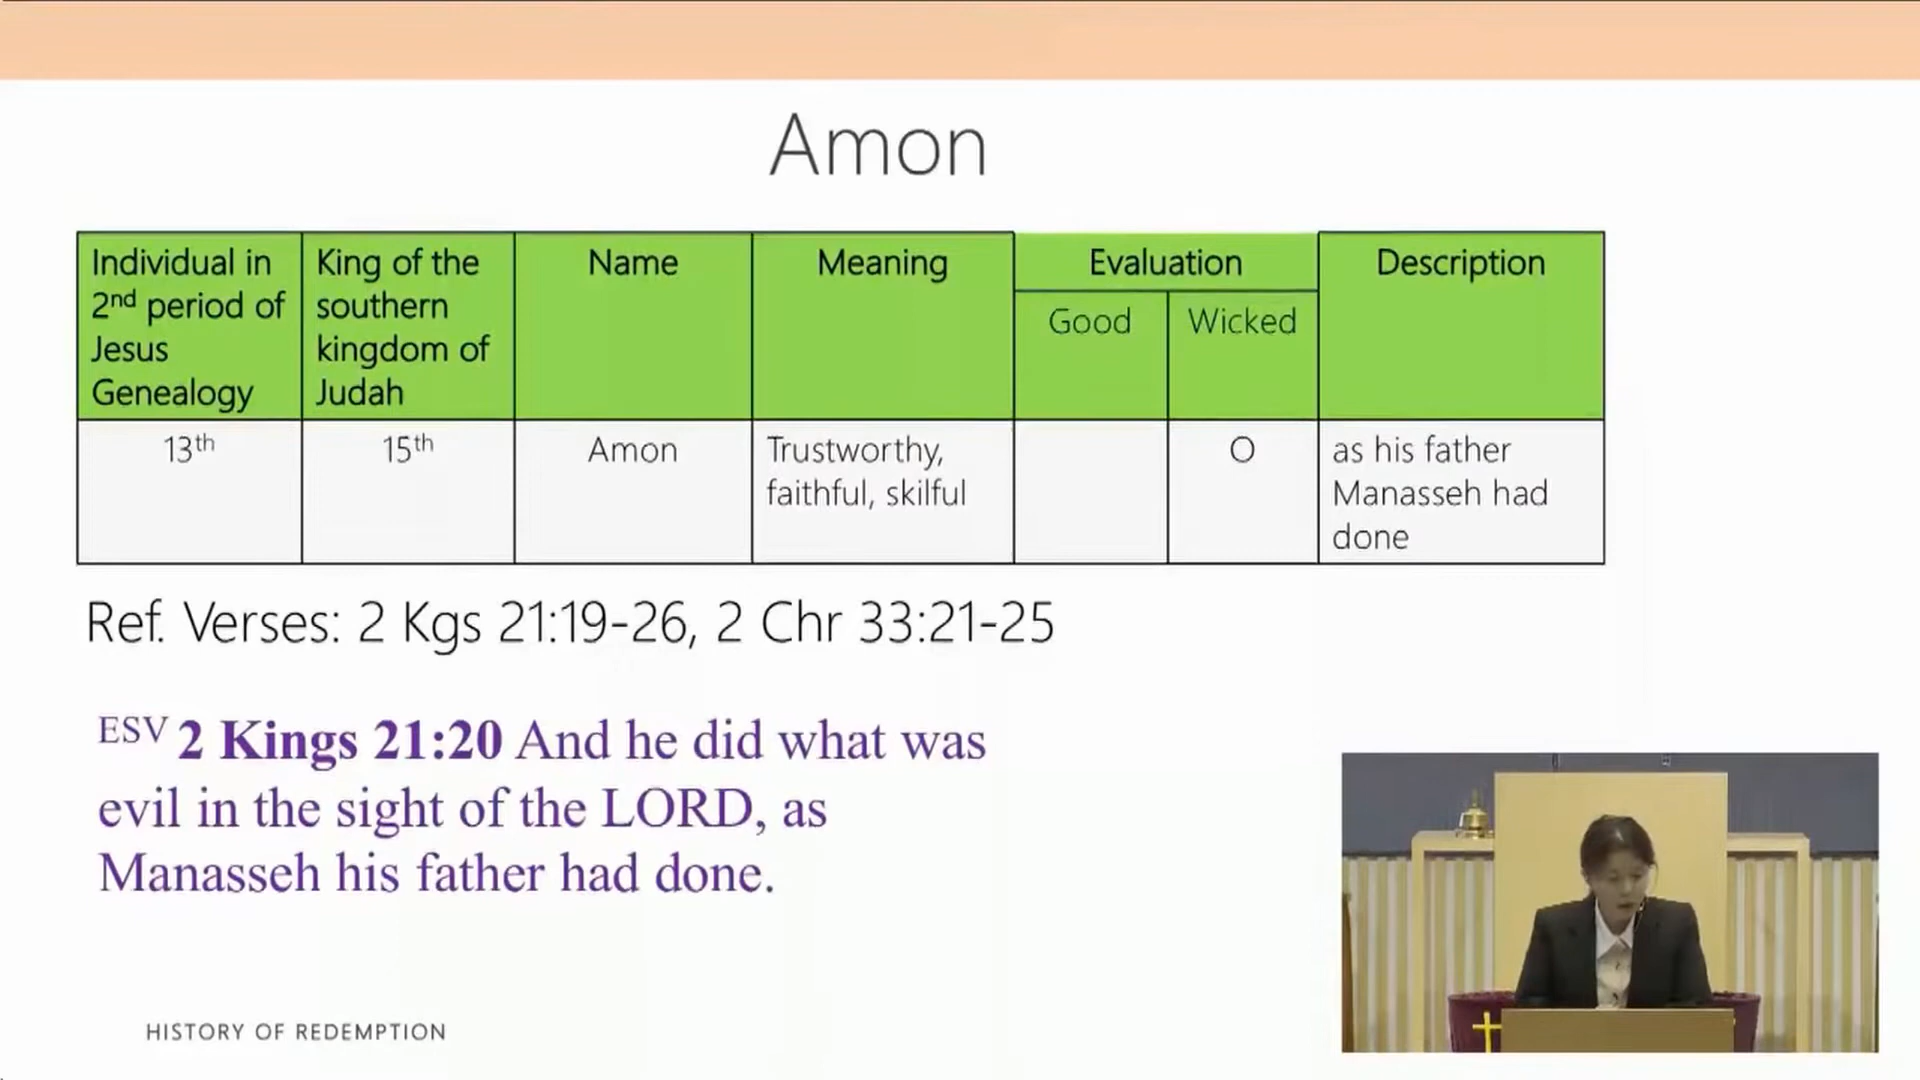 Amon
Individual in
2nd period of
Jesus
Genealogy
King of the
southern
kingdom of
Judah
Name
Meaning
Evaluation
Good
Wicked
Description
13th
15th
Amon
Trustworthy,
faithful, skilful
O
as his father
Manasseh had
done
Ref. Verses: 2 Kgs 21:19-26, 2 Chr 33:21-25
ESV 2 Kings 21:20 And he did what was
evil in the sight of the LORD, as
Manasseh his father had done.
HISTORY OF REDEMPTION